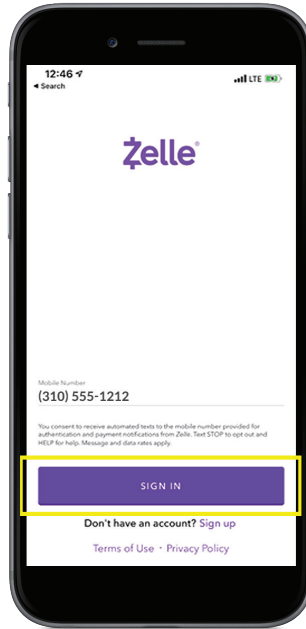 12:46
LTE
Search
Zelle®
Mobile Number
(310) 555-1212
You consent to receive automated texts to the mobile number provided for
authentication and payment notifications from Zelle. Text STOP to opt out and
HELP for help. Message and data rates apply.
SIGN IN
Don't have an account? Sign up
Terms of Use · Privacy Policy